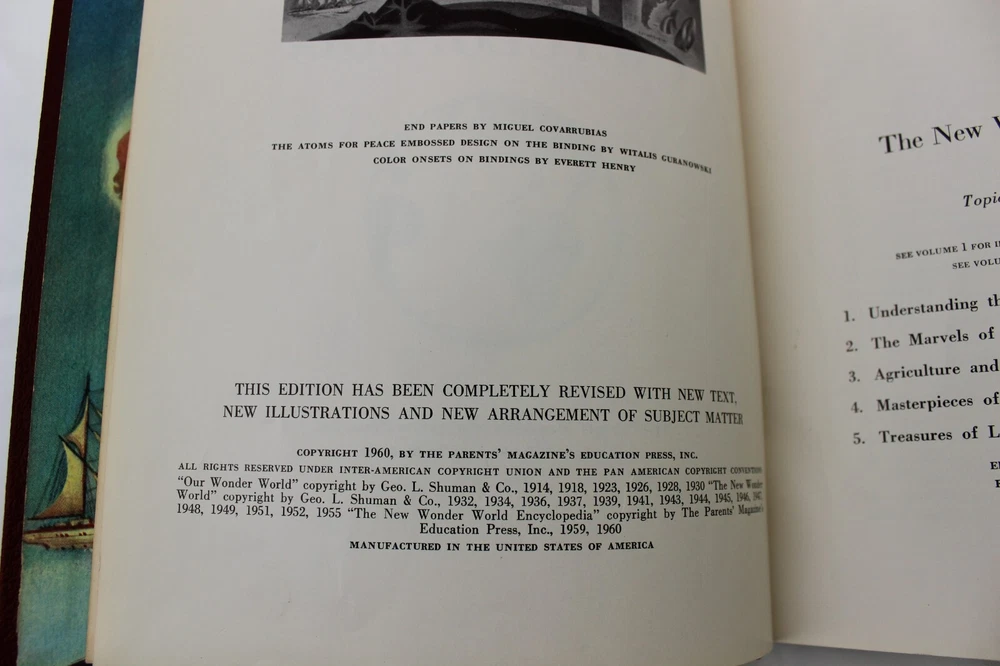 END PAPERS BY MIGUEL COVARRUBIAS
THE ATOMS FOR PEACE EMBOSSED DESIGN ON THE BINDING BY WITALIS GURANOWSKI
COLOR ONSETS ON BINDINGS BY EVERETT HENRY
THIS EDITION HAS BEEN COMPLETELY REVISED WITH NEW TEXT,
NEW ILLUSTRATIONS AND NEW ARRANGEMENT OF SUBJECT MATTER
COPYRIGHT 1960, BY THE PARENTS' MAGAZINE'S EDUCATION PRESS, INC.
ALL RIGHTS RESERVED UNDER INTER-AMERICAN COPYRIGHT UNION AND THE PAN AMERICAN COPYRIGHT CONVENTIONS
"Our Wonder World" copyright by Geo. L. Shuman & Co., 1914, 1918, 1923, 1926, 1928, 1930 "The New Wonder
World" copyright by Geo. L. Shuman & Co., 1932, 1934, 1936, 1937, 1939, 1941, 1943, 1944, 1945, 1946, 1947,
1948, 1949, 1951, 1952, 1955 "The New Wonder World Encyclopedia" copyright by The Parents' Magazine's
Education Press, Inc., 1959, 1960
MANUFACTURED IN THE UNITED STATES OF AMERICA
The New
Topic
SEE VOLUME 1 FOR
SEE VOLU
1. Understanding th
2. The Marvels of
3. Agriculture and
4. Masterpieces of
5. Treasures of L